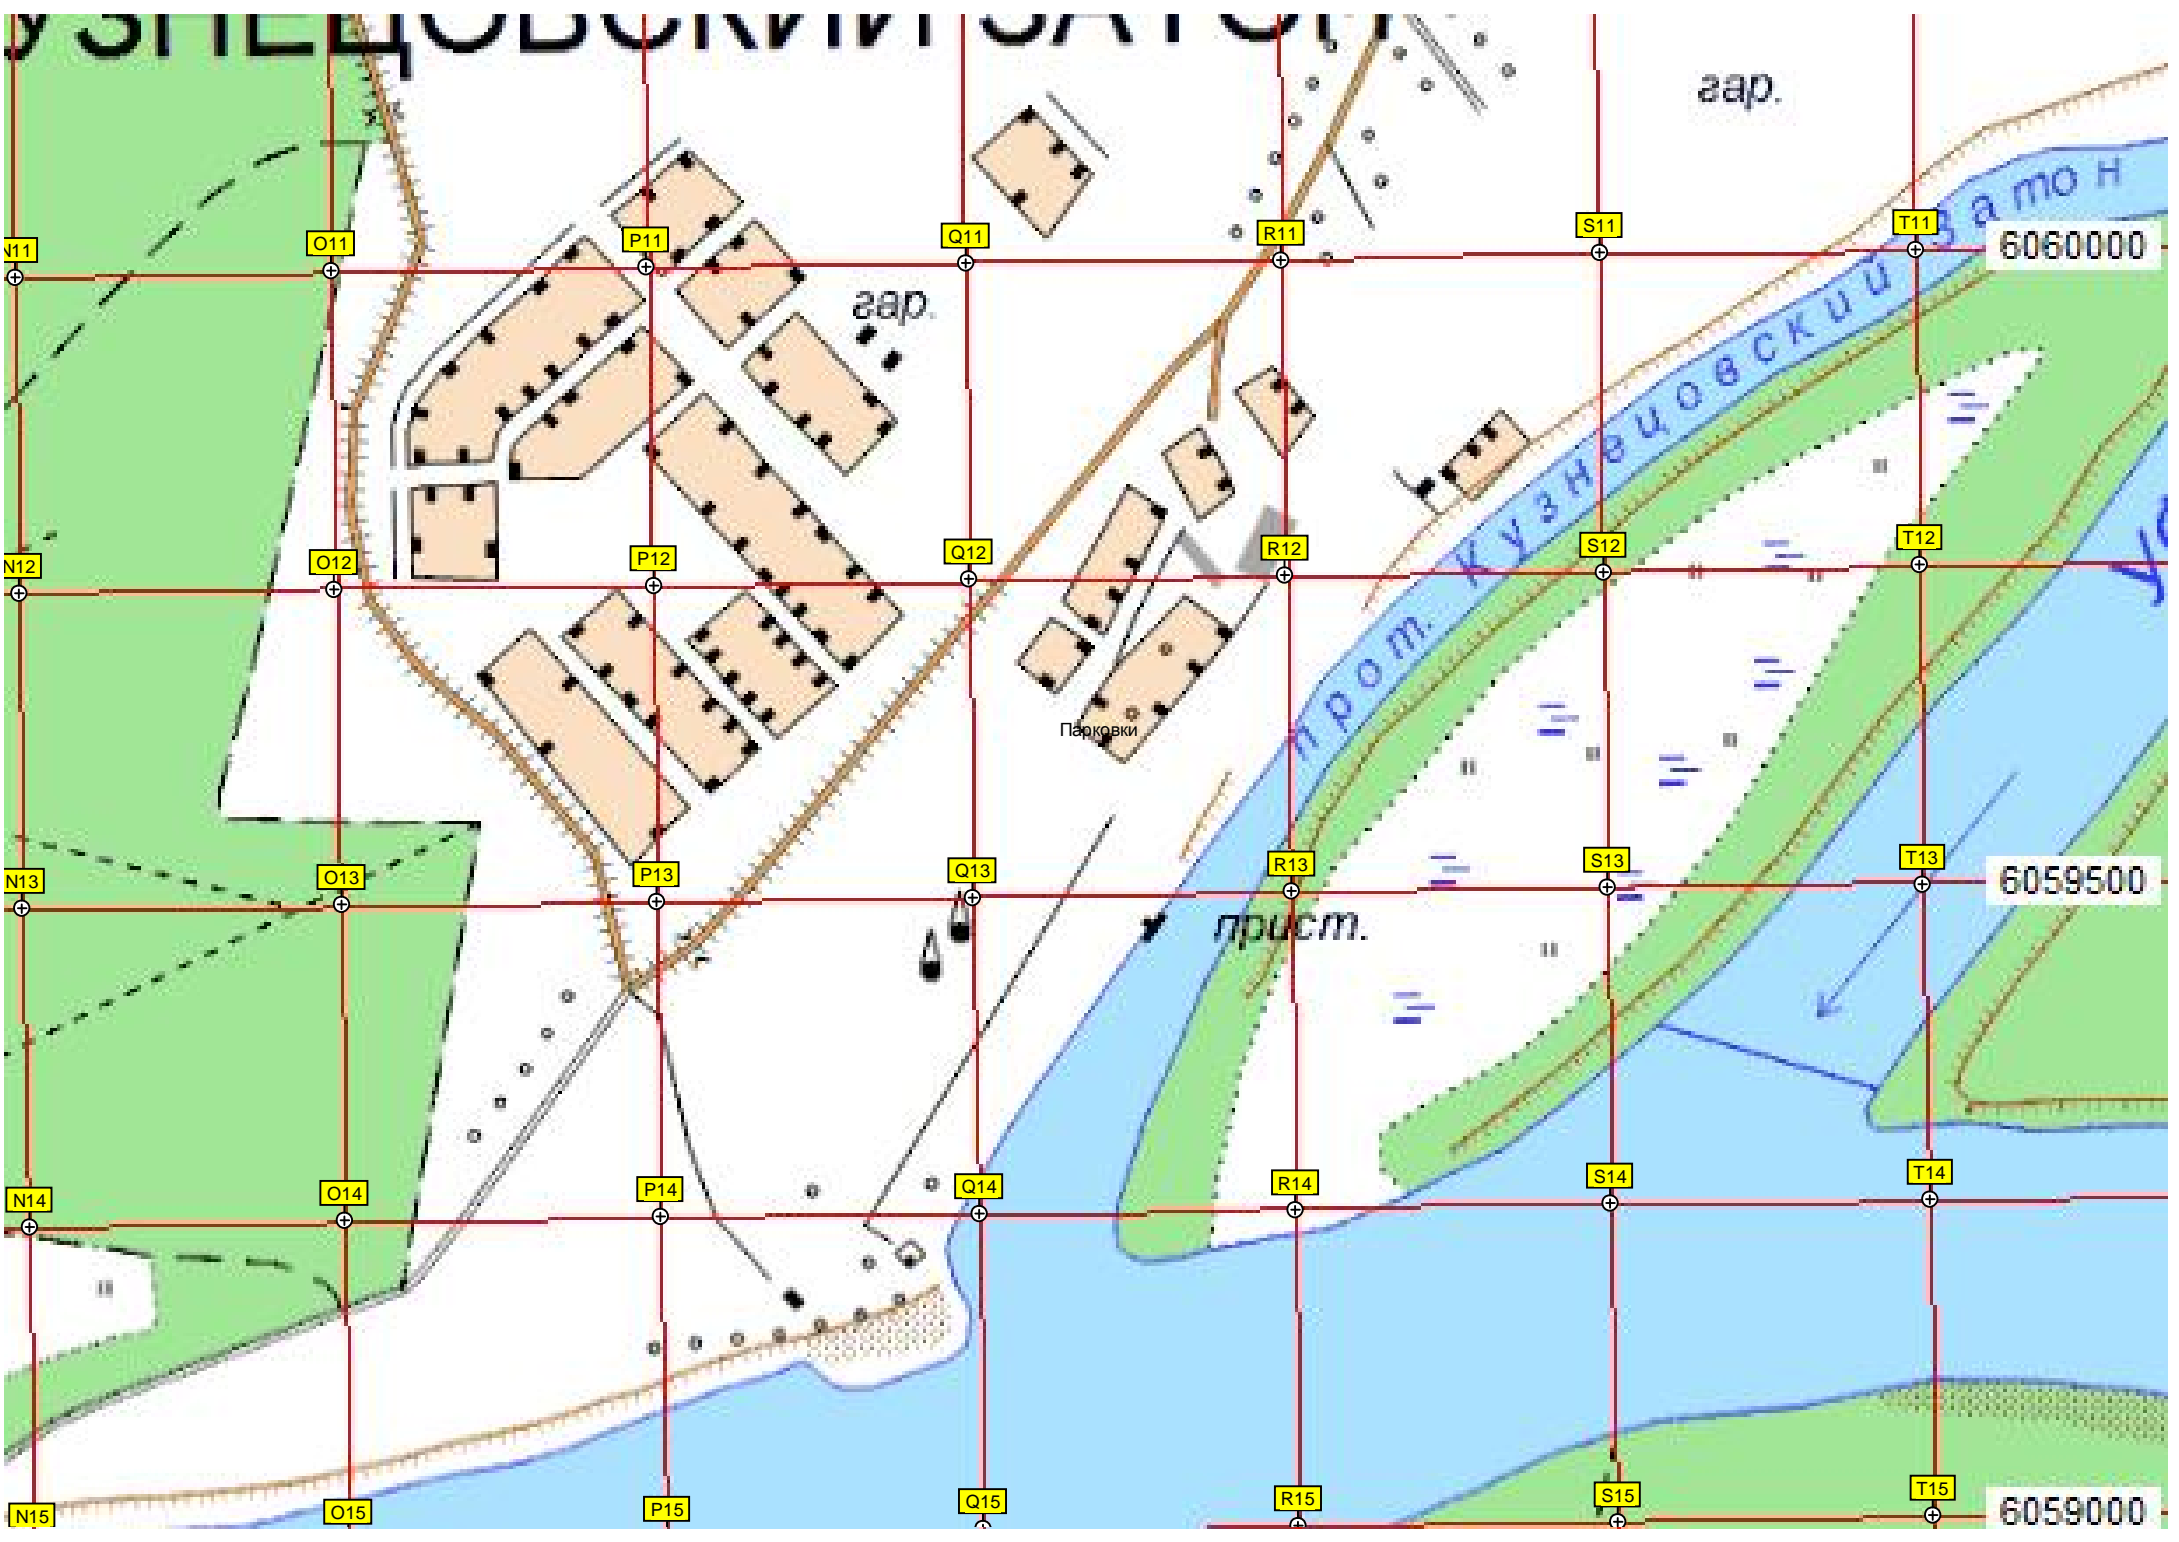 УЗНЕЦОВСКИЙ ЗАТОН
гар.
N11
O11
P11
Q11
R11
S11
T11
6060000
гар.
прот. Кузнецовский Затон
N12
O12
P12
Q12
R12
S12
T12
Парковки
N13
O13
P13
Q13
R13
S13
T13
6059500
прист.
N14
O14
P14
Q14
R14
S14
T14
N15
O15
P15
Q15
R15
S15
T15
6059000